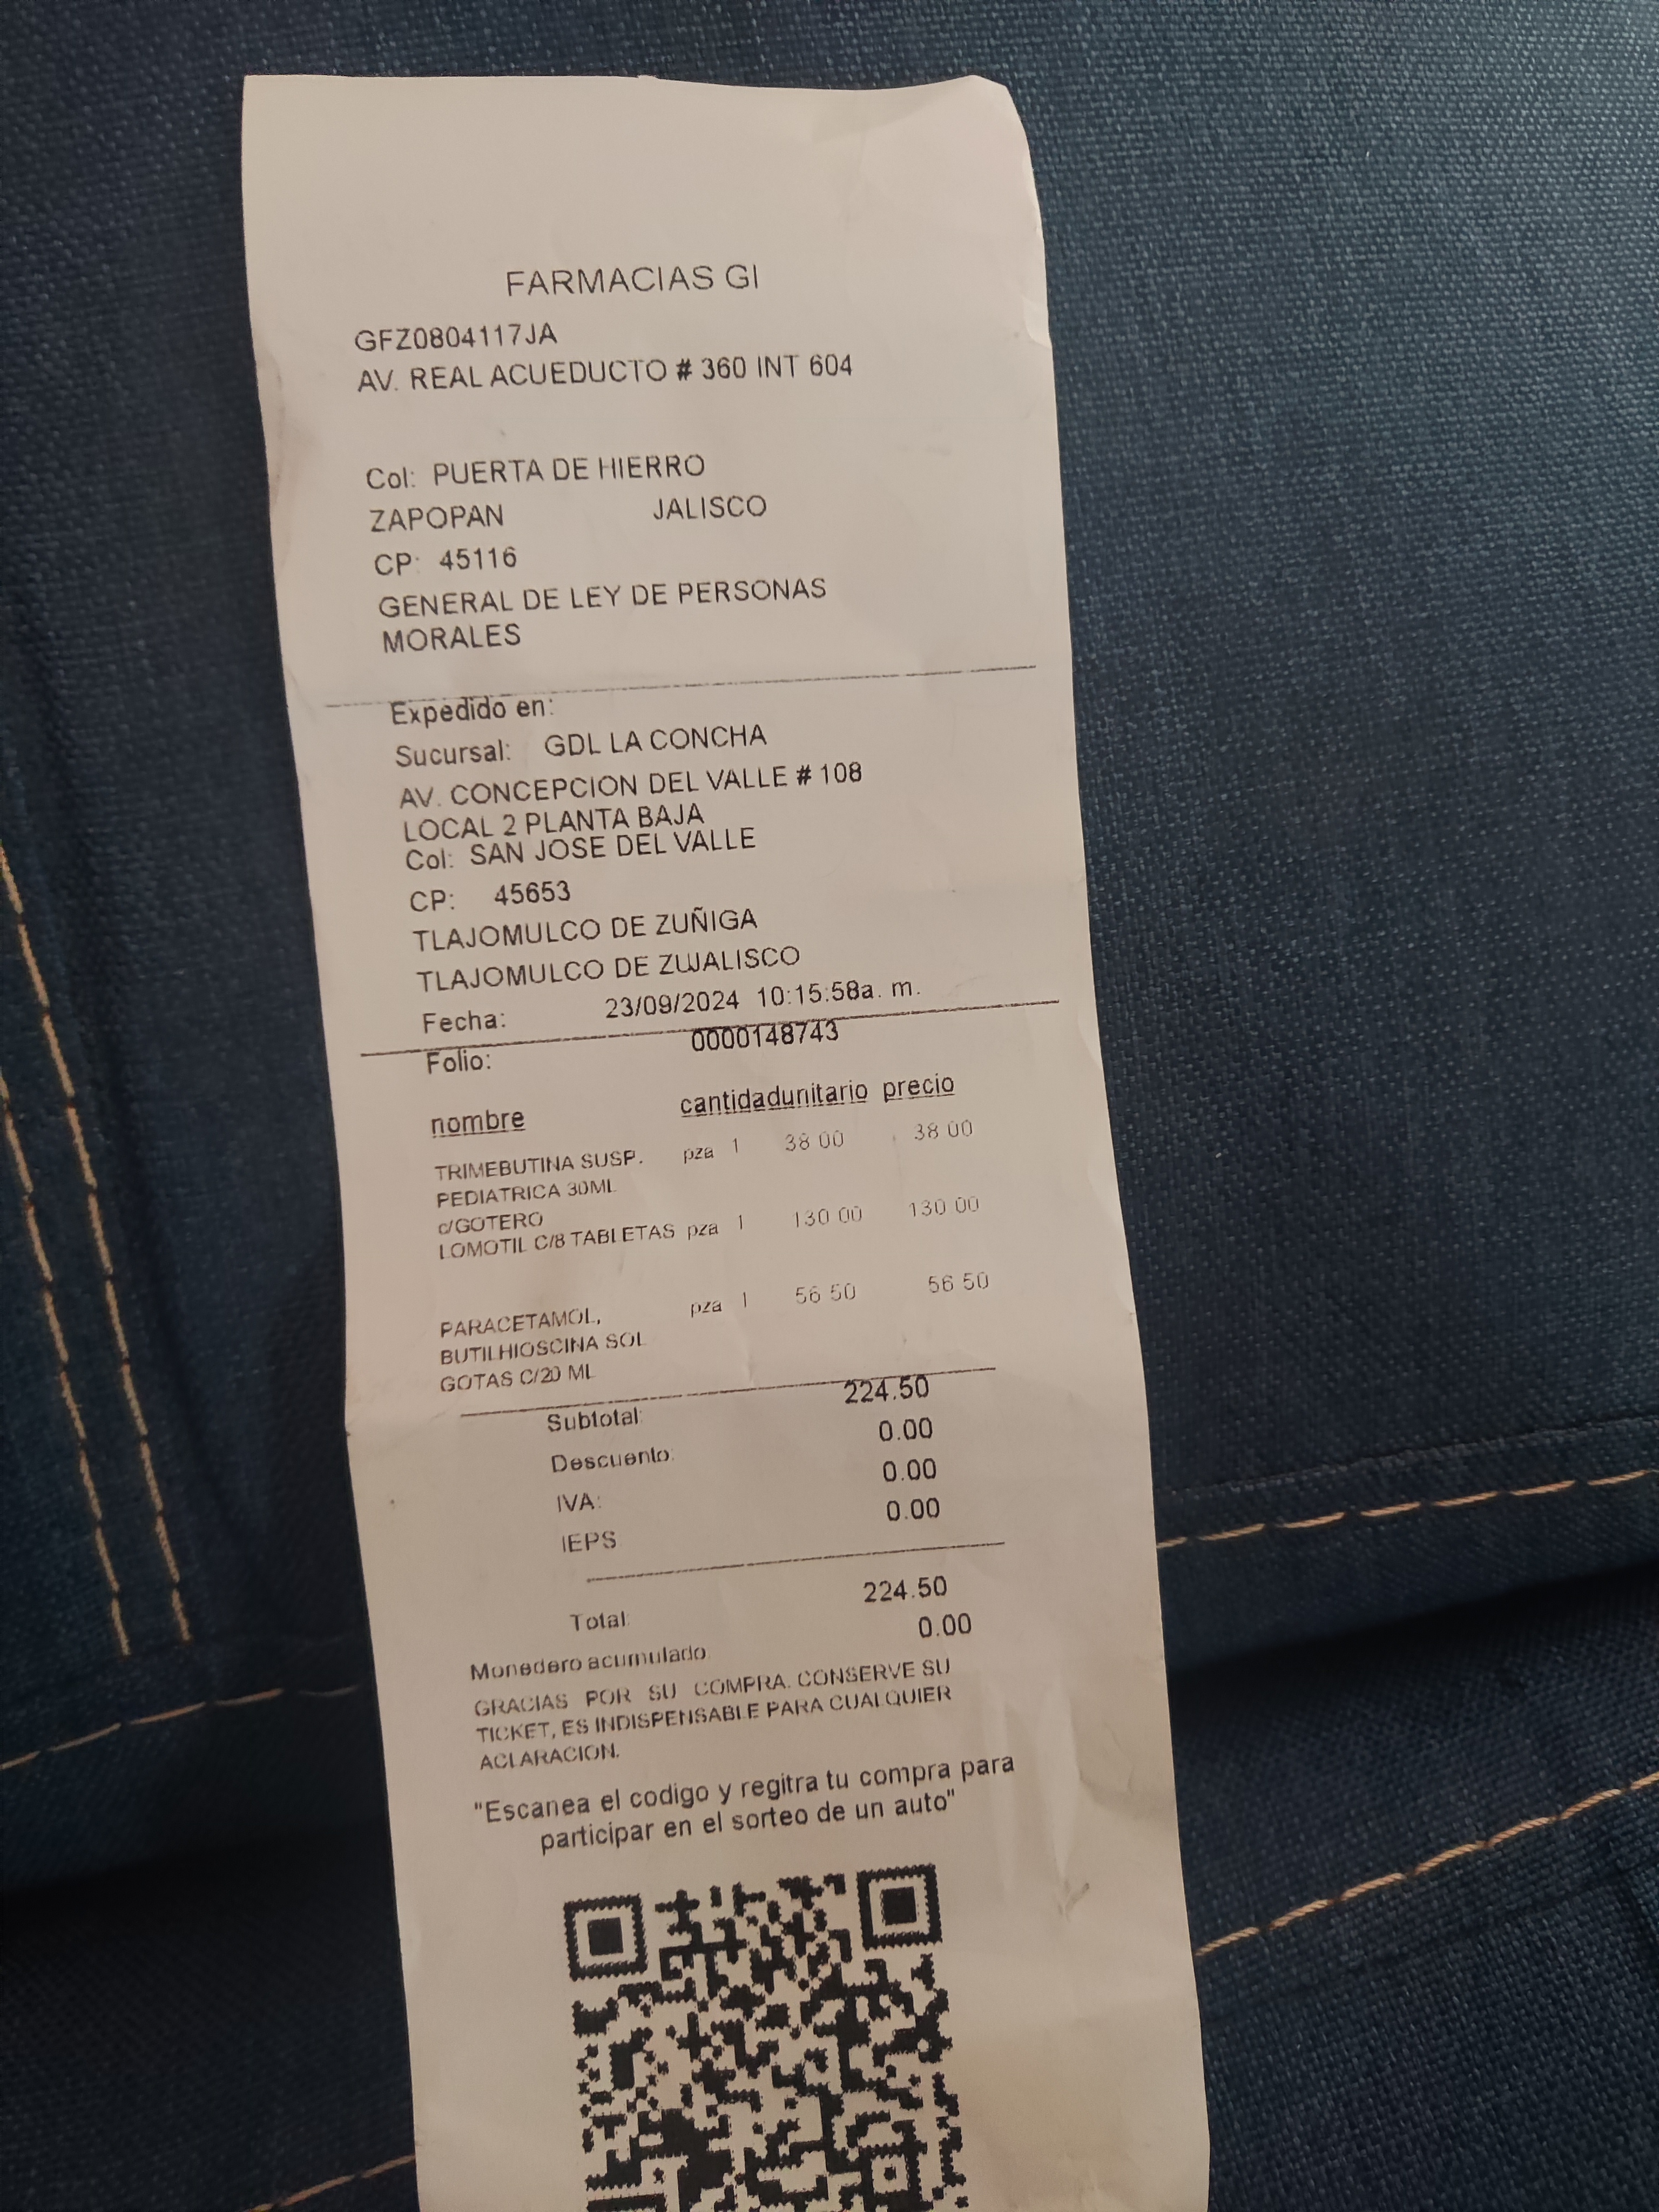 FARMACIAS GI
GFZ0804117JA
AV. REAL ACUEDUCTO # 360 INT 604
Col: PUERTA DE HIERRO
ZAPOPAN JALISCO
CP: 45116
GENERAL DE LEY DE PERSONAS
MORALES
Expedido en:
Sucursal: GDL LA CONCHA
AV. CONCEPCION DEL VALLE # 108
LOCAL 2 PLANTA BAJA
Col: SAN JOSE DEL VALLE
CP: 45653
TLAJOMULCO DE ZUÑIGA
TLAJOMULCO DE ZUJALISCO
Fecha: 23/09/2024 10:15:58a. m.
Folio: 0000148743
nombre cantidadunitario precio
TRIMEBUTINA SUSP. pza 1 38.00 38.00
PEDIATRICA 30ML
c/GOTERO
LOMOTIL C/8 TABLETAS pza 1 130.00 130.00
PARACETAMOL, pza 1 56.50 56.50
BUTILHIOSCINA SOL
GOTAS C/20 ML
Subtotal: 224.50
Descuento: 0.00
IVA: 0.00
IEPS 0.00
Total: 224.50
Monedero acumulado: 0.00
GRACIAS POR SU COMPRA. CONSERVE SU
TICKET, ES INDISPENSABLE PARA CUALQUIER
ACLARACION.
"Escanea el codigo y regitra tu compra para
participar en el sorteo de un auto"